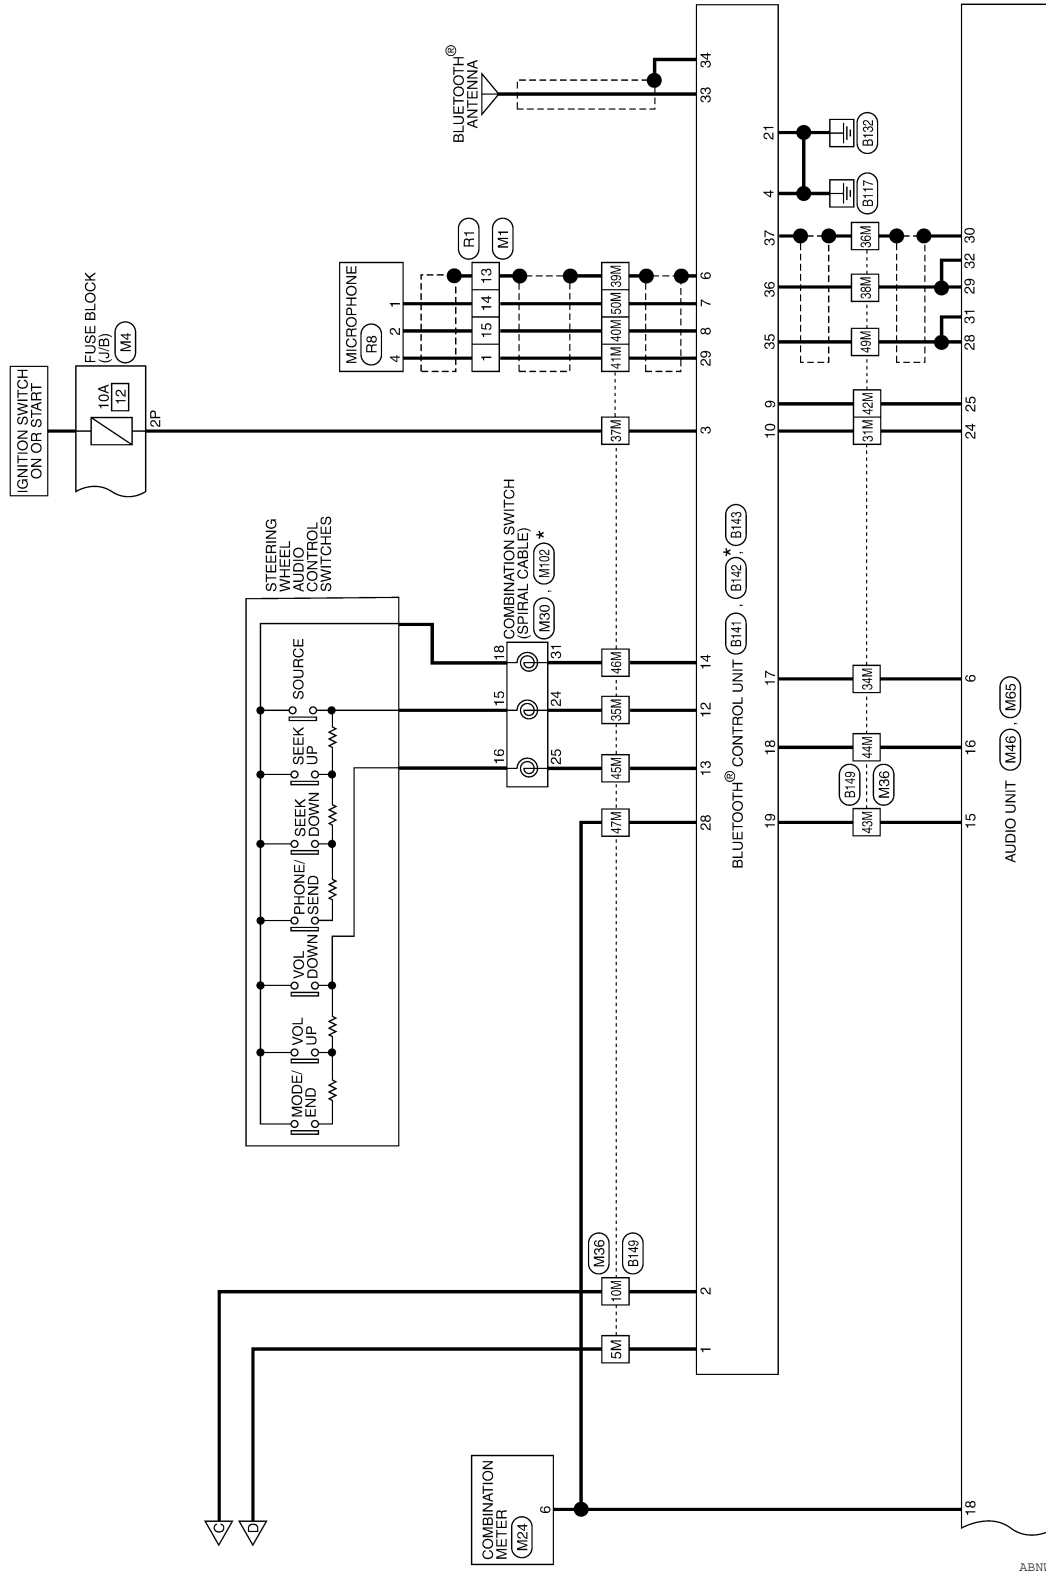 IGNITION SWITCH
ON OR START
FUSE BLOCK
(J/B)
M4
10A
12
2P
BLUETOOTH®
ANTENNA
MICROPHONE
R8
4
2
1
R1
M1
1
15
14
13
STEERING
WHEEL
AUDIO
CONTROL
SWITCHES
MODE/
END
VOL
UP
VOL
DOWN
PHONE/
SEND
SEEK
DOWN
SEEK
UP
SOURCE
COMBINATION SWITCH
(SPIRAL CABLE)
M30 , M102 *
16
15
18
25
24
31
C
D
M36
B149
5M
10M
47M
45M
35M
46M
37M
41M
40M
50M
39M
1
2
28
13
12
14
3
29
8
7
6
33
34
BLUETOOTH® CONTROL UNIT B141 , B142 * , B143
19
18
17
10
9
35
36
37
4
21
B117
B132
B149
M36
43M
44M
34M
31M
42M
49M
38M
36M
COMBINATION
METER
M24
6
18
15
16
6
24
25
28
31
29
32
30
AUDIO UNIT M46 , M65